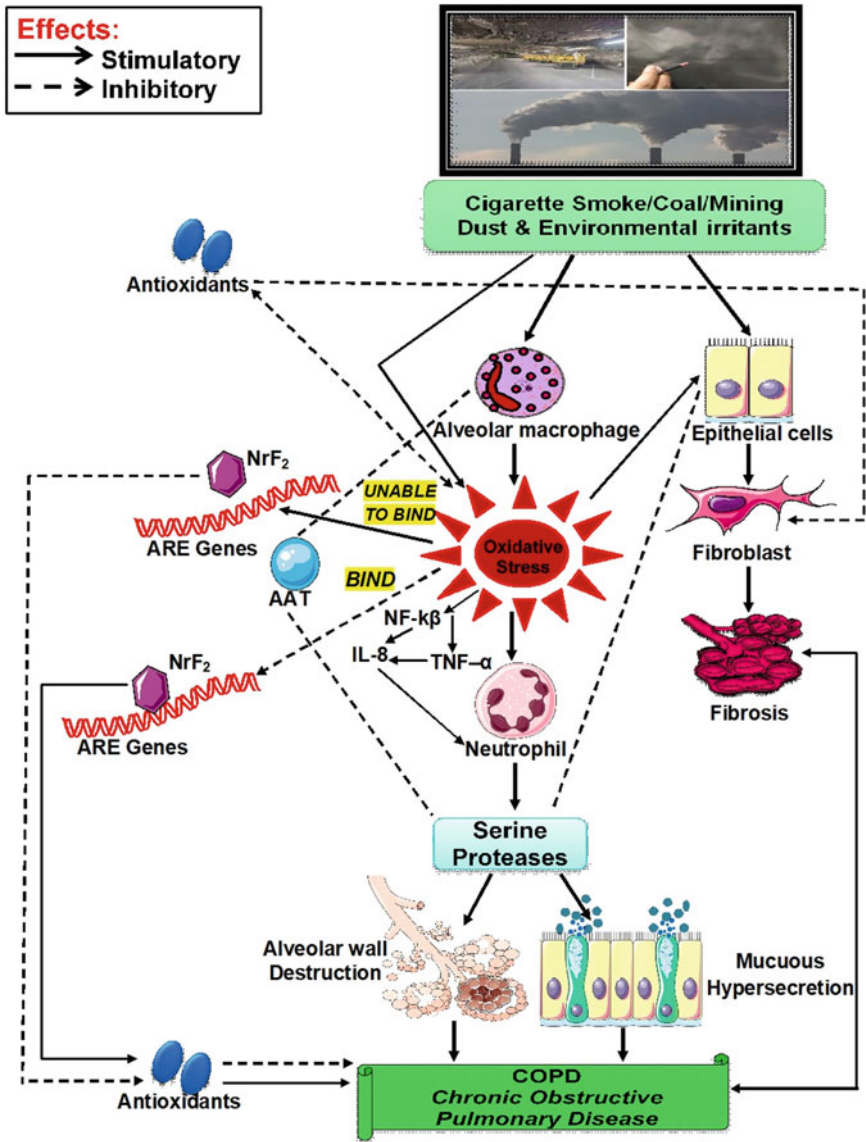 Effects:
Stimulatory
Inhibitory
Cigarette Smoke/Coal/Mining
Dust & Environmental irritants
Antioxidants
Alveolar macrophage
Epithelial cells
NrF2
ARE Genes
UNABLE
TO BIND
Oxidative
Stress
Fibroblast
AAT
BIND
NF-kβ
IL-8
TNF–α
NrF2
ARE Genes
Neutrophil
Fibrosis
Serine
Proteases
Alveolar wall
Destruction
Mucuous
Hypersecretion
Antioxidants
COPD
Chronic Obstructive
Pulmonary Disease